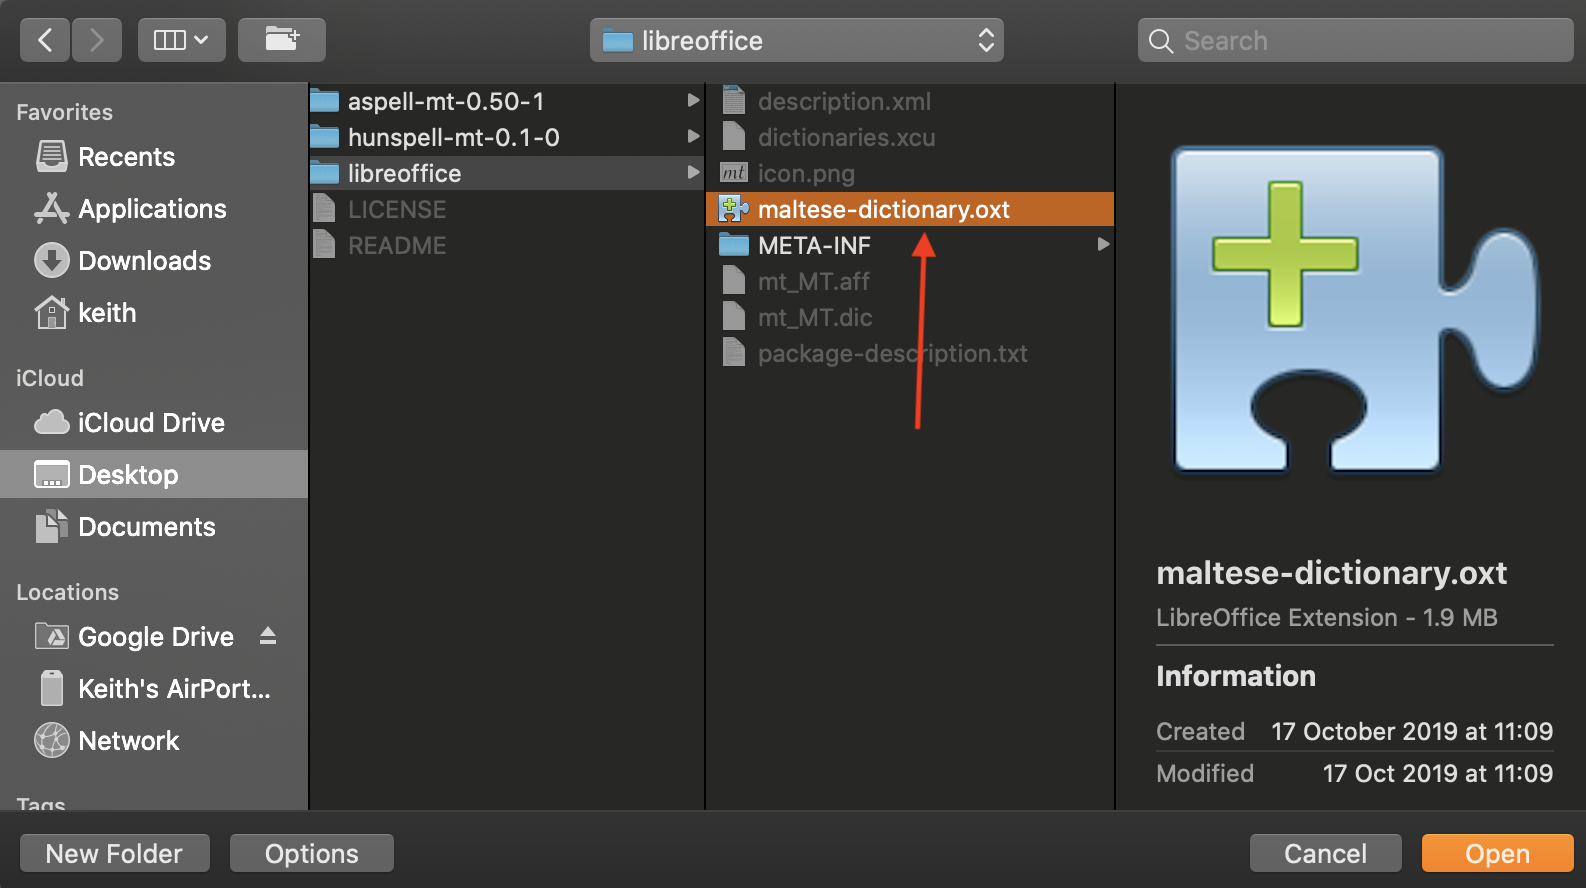 libreoffice
Search
Favorites
Recents
Applications
Downloads
keith
iCloud
iCloud Drive
Desktop
Documents
Locations
Google Drive
Keith's AirPort...
Network
Tags
aspell-mt-0.50-1
hunspell-mt-0.1-0
libreoffice
LICENSE
README
description.xml
dictionaries.xcu
mt icon.png
maltese-dictionary.oxt
META-INF
mt_MT.aff
mt_MT.dic
package-description.txt
maltese-dictionary.oxt
LibreOffice Extension - 1.9 MB
Information
Created 17 October 2019 at 11:09
Modified 17 Oct 2019 at 11:09
New Folder
Options
Cancel
Open